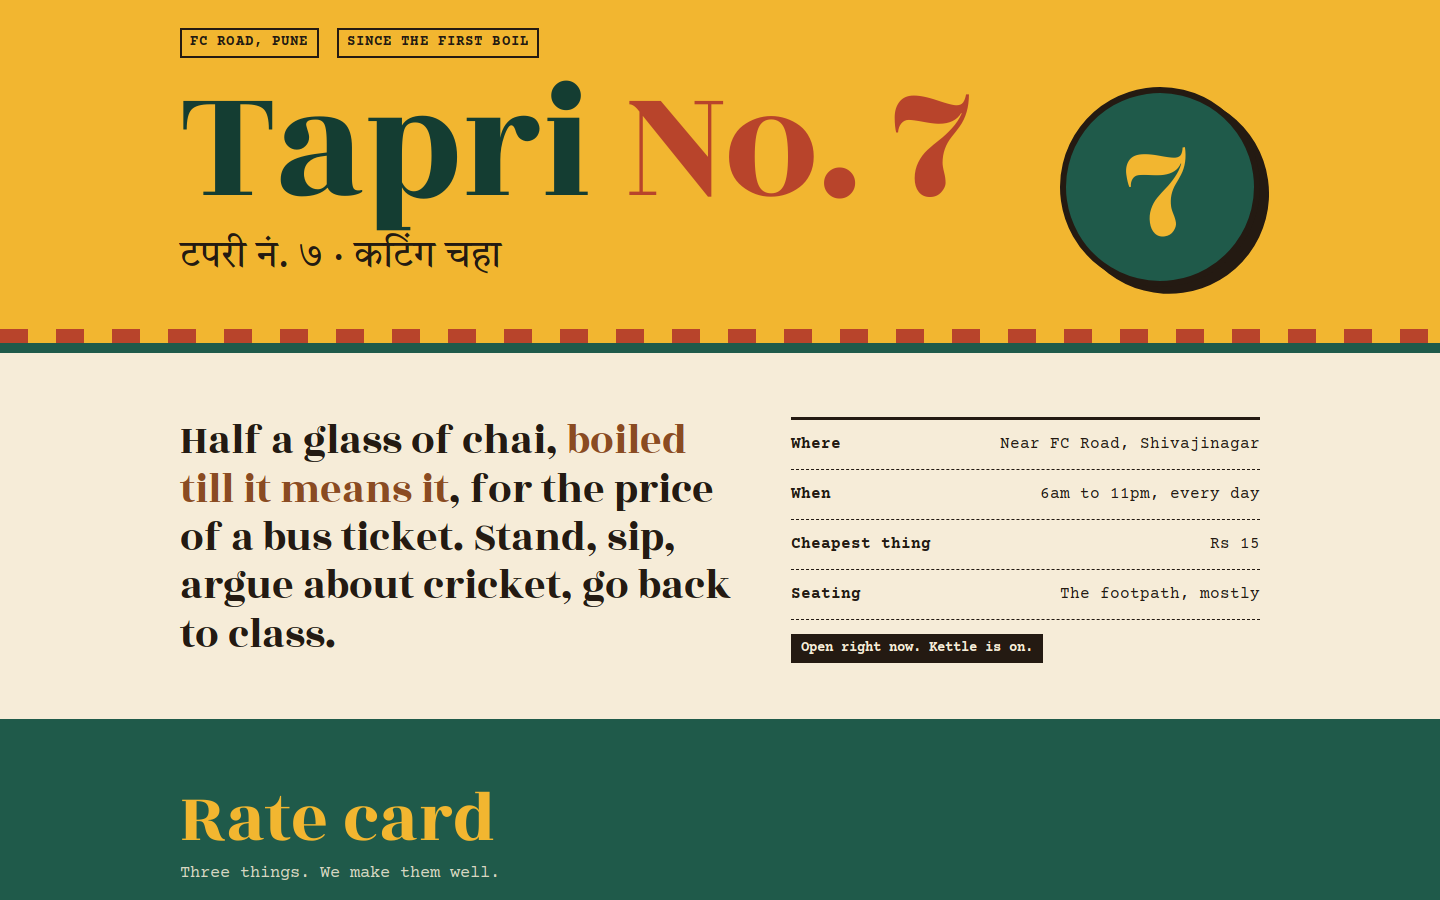 FC ROAD, PUNE
SINCE THE FIRST BOIL
Tapri No. 7
7
टपरी नं. ७ · कटिंग चहा
Half a glass of chai, boiled
till it means it, for the price
of a bus ticket. Stand, sip,
argue about cricket, go back
to class.
Where Near FC Road, Shivajinagar
When 6am to 11pm, every day
Cheapest thing Rs 15
Seating The footpath, mostly
Open right now. Kettle is on.
Rate card
Three things. We make them well.